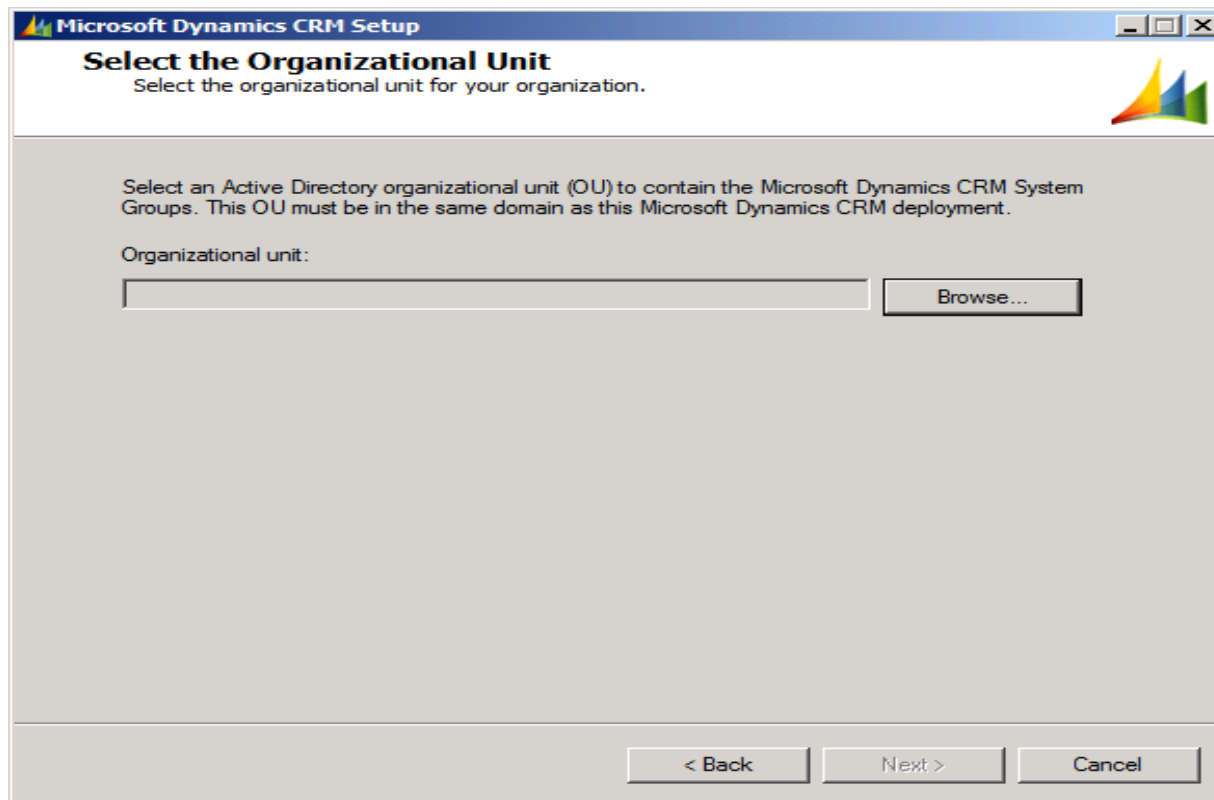 Microsoft Dynamics CRM Setup
Select the Organizational Unit
Select the organizational unit for your organization.
Select an Active Directory organizational unit (OU) to contain the Microsoft Dynamics CRM System
Groups. This OU must be in the same domain as this Microsoft Dynamics CRM deployment.
Organizational unit:
Browse...
< Back
Next >
Cancel